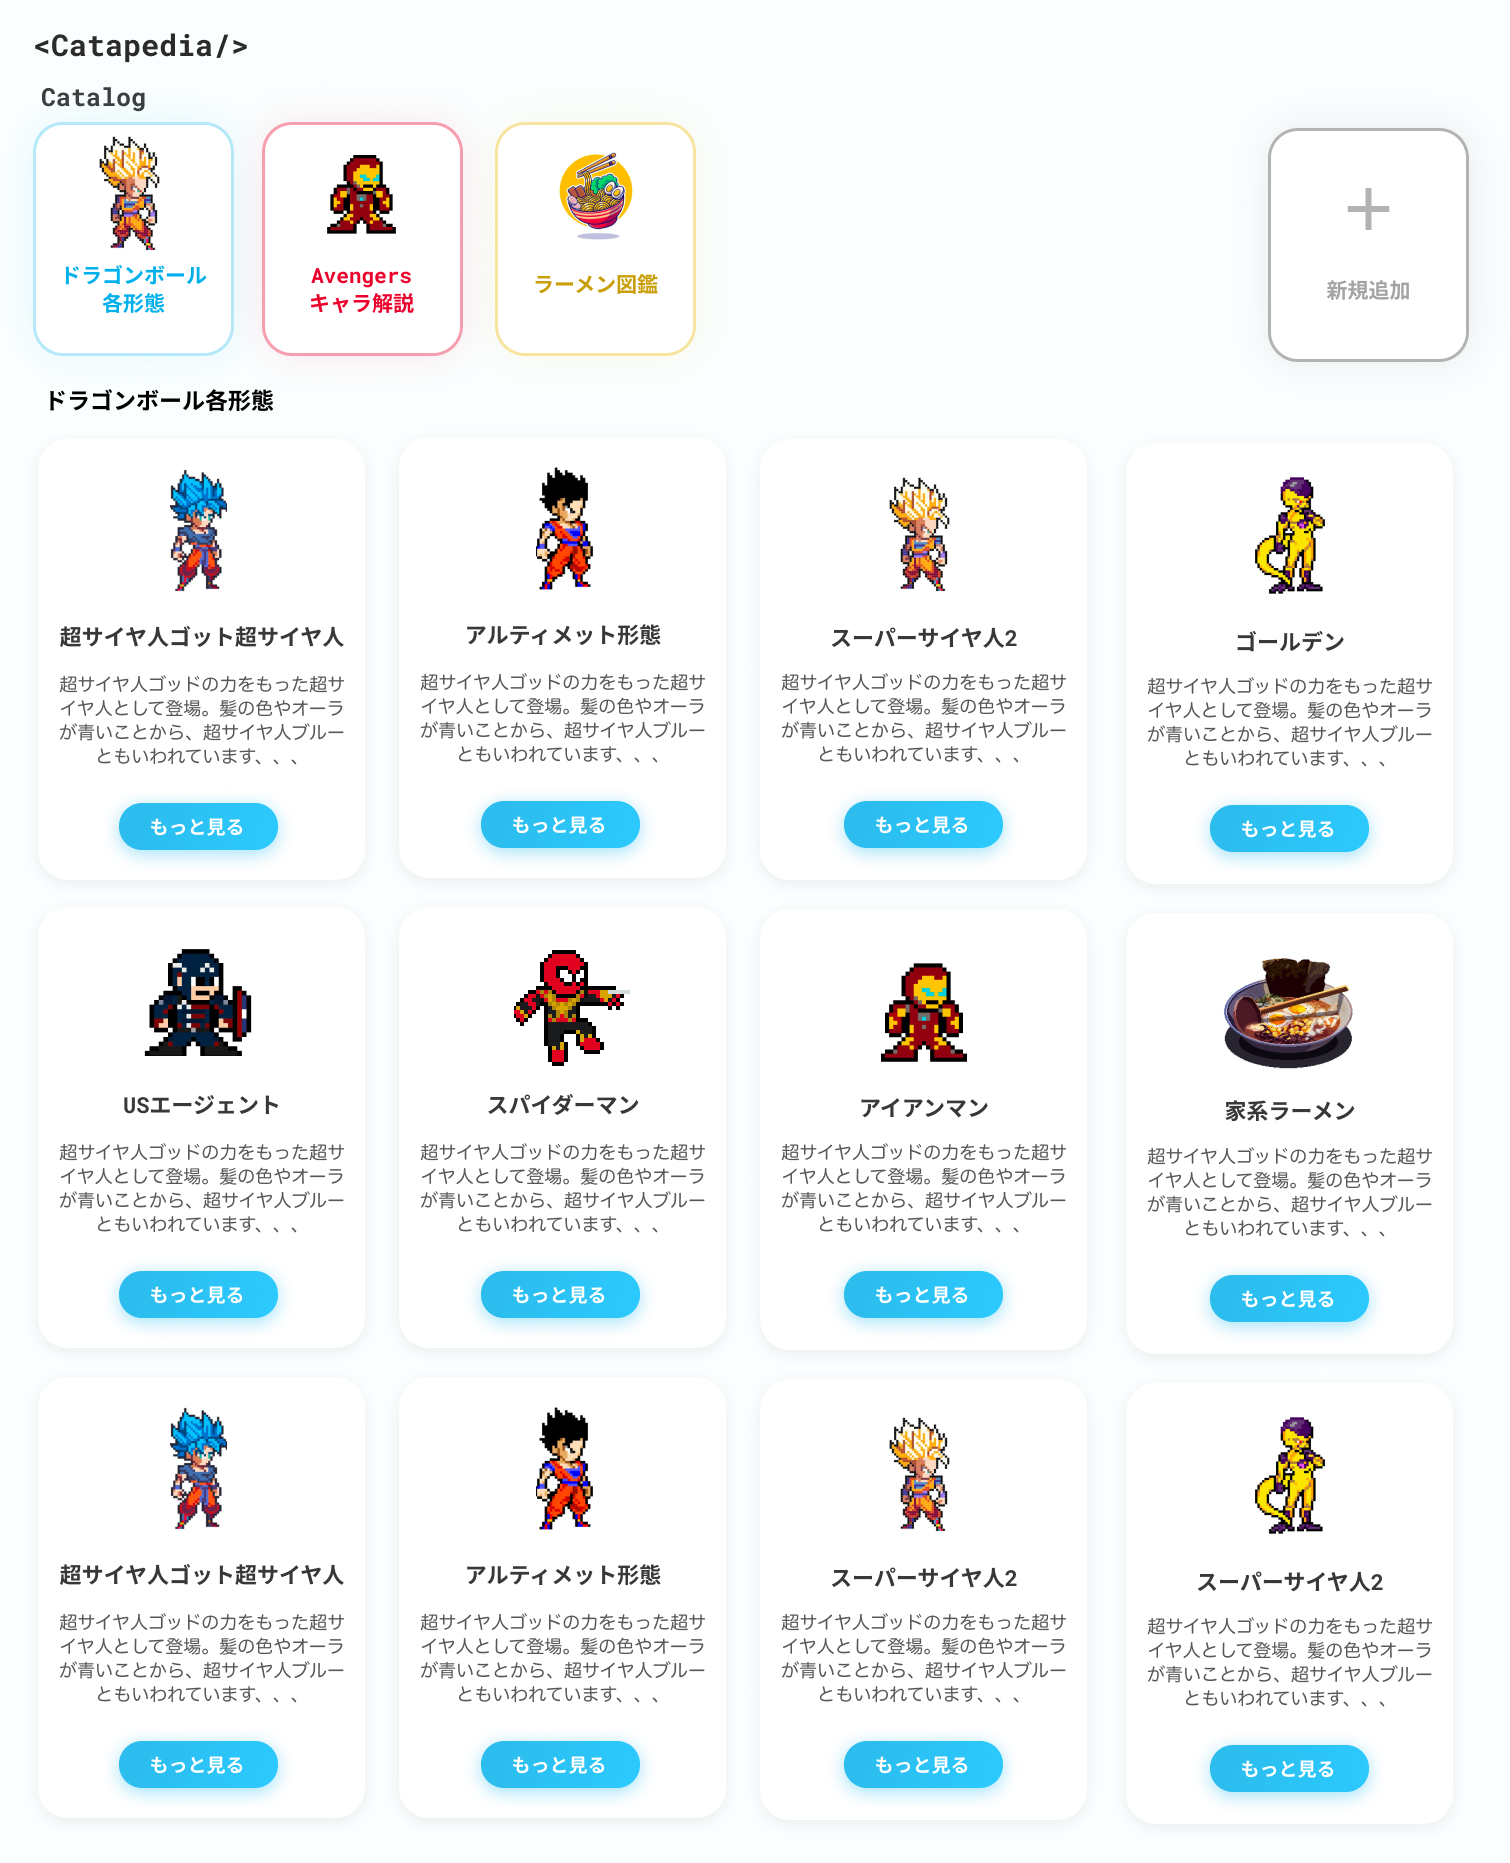 <Catapedia/>
Catalog
ドラゴンボール
各形態
Avengers
キャラ解説
ラーメン図鑑
新規追加
ドラゴンボール各形態
超サイヤ人ゴット超サイヤ人
超サイヤ人ゴッドの力をもった超サ
イヤ人として登場。髪の色やオーラ
が青いことから、超サイヤ人ブルー
ともいわれています、、、
もっと見る
アルティメット形態
超サイヤ人ゴッドの力をもった超サ
イヤ人として登場。髪の色やオーラ
が青いことから、超サイヤ人ブルー
ともいわれています、、、
もっと見る
スーパーサイヤ人2
超サイヤ人ゴッドの力をもった超サ
イヤ人として登場。髪の色やオーラ
が青いことから、超サイヤ人ブルー
ともいわれています、、、
もっと見る
ゴールデン
超サイヤ人ゴッドの力をもった超サ
イヤ人として登場。髪の色やオーラ
が青いことから、超サイヤ人ブルー
ともいわれています、、、
もっと見る
USエージェント
超サイヤ人ゴッドの力をもった超サ
イヤ人として登場。髪の色やオーラ
が青いことから、超サイヤ人ブルー
ともいわれています、、、
もっと見る
スパイダーマン
超サイヤ人ゴッドの力をもった超サ
イヤ人として登場。髪の色やオーラ
が青いことから、超サイヤ人ブルー
ともいわれています、、、
もっと見る
アイアンマン
超サイヤ人ゴッドの力をもった超サ
イヤ人として登場。髪の色やオーラ
が青いことから、超サイヤ人ブルー
ともいわれています、、、
もっと見る
家系ラーメン
超サイヤ人ゴッドの力をもった超サ
イヤ人として登場。髪の色やオーラ
が青いことから、超サイヤ人ブルー
ともいわれています、、、
もっと見る
超サイヤ人ゴット超サイヤ人
超サイヤ人ゴッドの力をもった超サ
イヤ人として登場。髪の色やオーラ
が青いことから、超サイヤ人ブルー
ともいわれています、、、
もっと見る
アルティメット形態
超サイヤ人ゴッドの力をもった超サ
イヤ人として登場。髪の色やオーラ
が青いことから、超サイヤ人ブルー
ともいわれています、、、
もっと見る
スーパーサイヤ人2
超サイヤ人ゴッドの力をもった超サ
イヤ人として登場。髪の色やオーラ
が青いことから、超サイヤ人ブルー
ともいわれています、、、
もっと見る
スーパーサイヤ人2
超サイヤ人ゴッドの力をもった超サ
イヤ人として登場。髪の色やオーラ
が青いことから、超サイヤ人ブルー
ともいわれています、、、
もっと見る